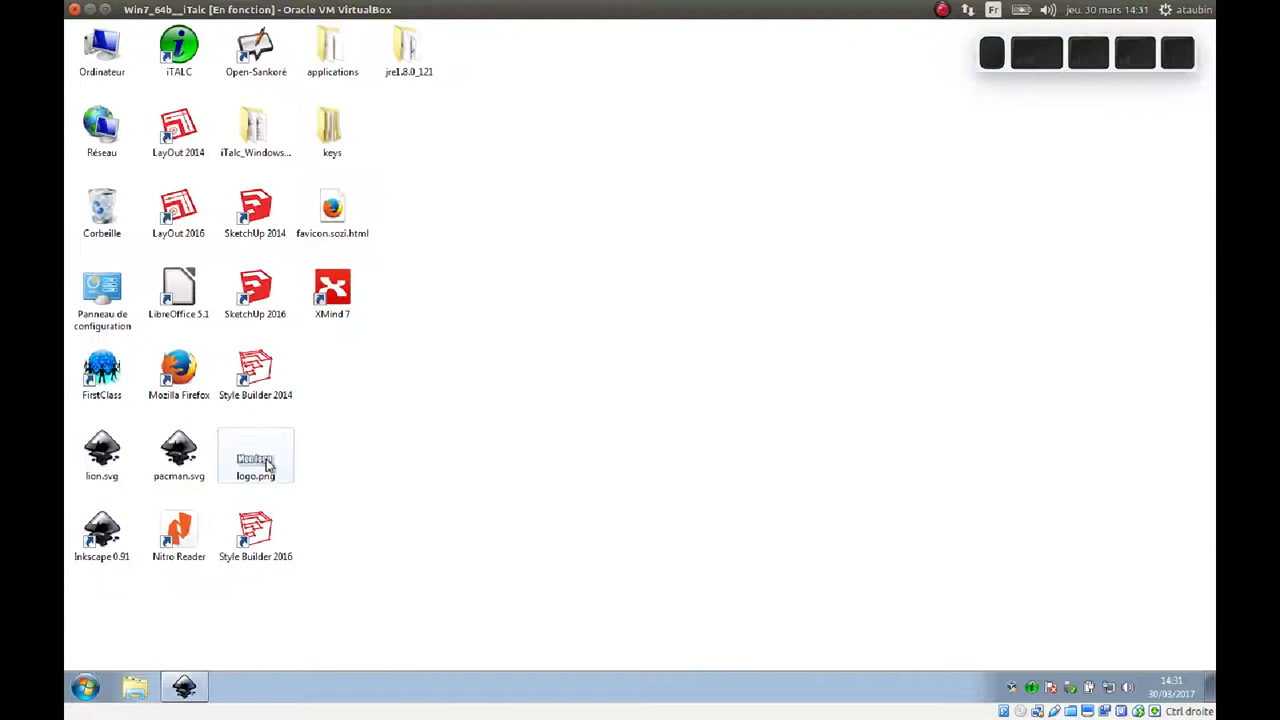 Win7_64b__iTalc [En fonction] - Oracle VM VirtualBox
Fr
jeu. 30 mars 14:31
ataubin
Ordinateur
iTALC
Open-Sankoré
applications
jre1.8.0_121
Réseau
LayOut 2014
iTalc_Windows...
keys
Corbeille
LayOut 2016
SketchUp 2014
favicon.sozi.html
Panneau de
configuration
LibreOffice 5.1
SketchUp 2016
XMind 7
FirstClass
Mozilla Firefox
Style Builder 2014
lion.svg
pacman.svg
logo.png
Inkscape 0.91
Nitro Reader
Style Builder 2016
14:31
30/03/2017
Ctrl droite